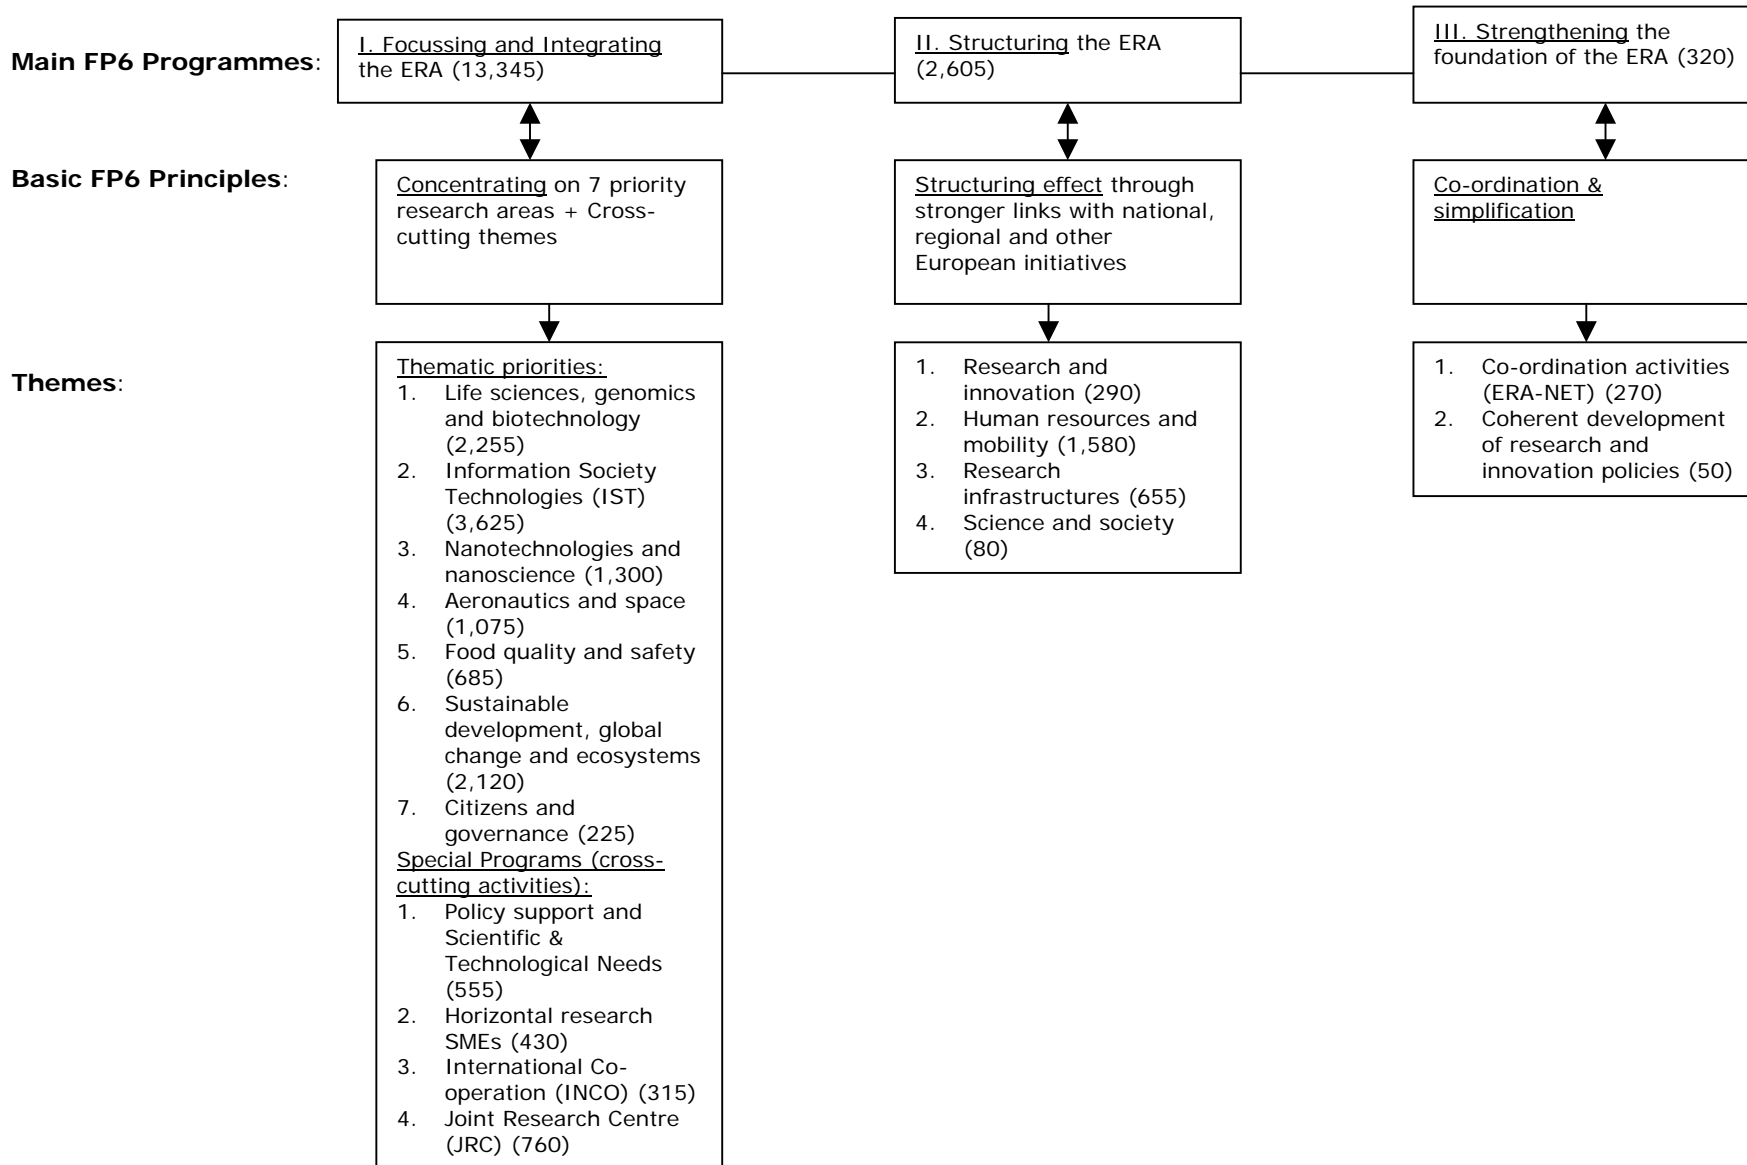 Main FP6 Programmes:
I. Focussing and Integrating
the ERA (13,345)
II. Structuring the ERA
(2,605)
III. Strengthening the
foundation of the ERA (320)
Basic FP6 Principles:
Concentrating on 7 priority
research areas + Cross-
cutting themes
Structuring effect through
stronger links with national,
regional and other
European initiatives
Co-ordination &
simplification
Themes:
Thematic priorities:
1. Life sciences, genomics
and biotechnology
(2,255)
2. Information Society
Technologies (IST)
(3,625)
3. Nanotechnologies and
nanoscience (1,300)
4. Aeronautics and space
(1,075)
5. Food quality and safety
(685)
6. Sustainable
development, global
change and ecosystems
(2,120)
7. Citizens and
governance (225)
Special Programs (cross-
cutting activities):
1. Policy support and
Scientific &
Technological Needs
(555)
2. Horizontal research
SMEs (430)
3. International Co-
operation (INCO) (315)
4. Joint Research Centre
(JRC) (760)
1. Research and
innovation (290)
2. Human resources and
mobility (1,580)
3. Research
infrastructures (655)
4. Science and society
(80)
1. Co-ordination activities
(ERA-NET) (270)
2. Coherent development
of research and
innovation policies (50)